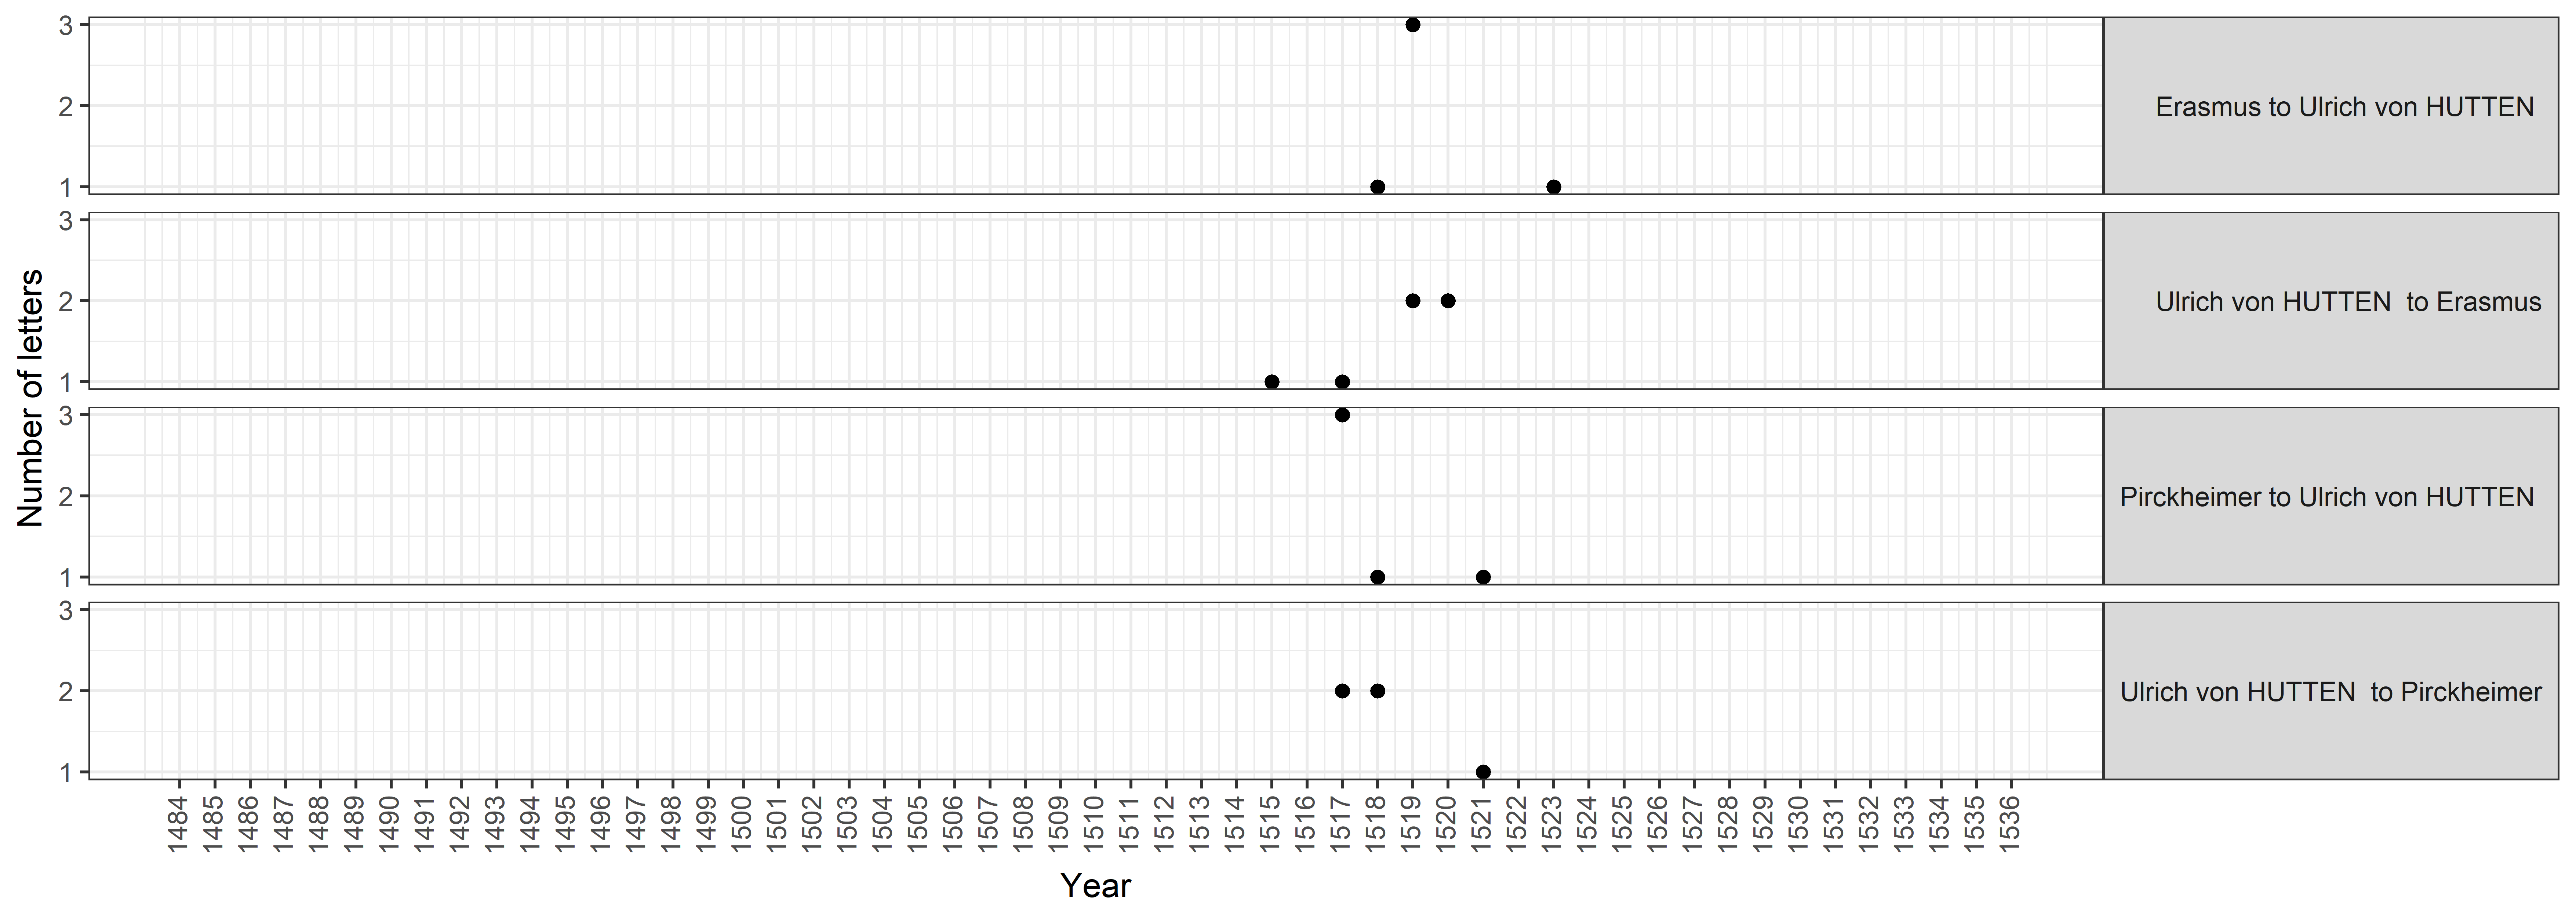 Number of letters
3
2
1
Erasmus to Ulrich von HUTTEN
3
2
1
Ulrich von HUTTEN  to Erasmus
3
2
1
Pirckheimer to Ulrich von HUTTEN
3
2
1
Ulrich von HUTTEN  to Pirckheimer
1484 1485 1486 1487 1488 1489 1490 1491 1492 1493 1494 1495 1496 1497 1498 1499 1500 1501 1502 1503 1504 1505 1506 1507 1508 1509 1510 1511 1512 1513 1514 1515 1516 1517 1518 1519 1520 1521 1522 1523 1524 1525 1526 1527 1528 1529 1530 1531 1532 1533 1534 1535 1536
Year